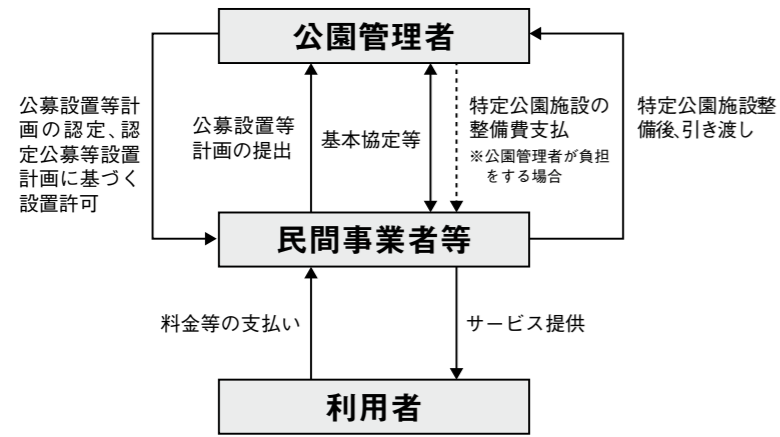 公園管理者
公募設置等計
画の認定、認
定公募等設置
計画に基づく
設置許可
公募設置等
計画の提出
基本協定等
特定公園施設の
整備費支払
※公園管理者が負担
をする場合
特定公園施設整
備後、引き渡し
民間事業者等
料金等の支払い
サービス提供
利用者